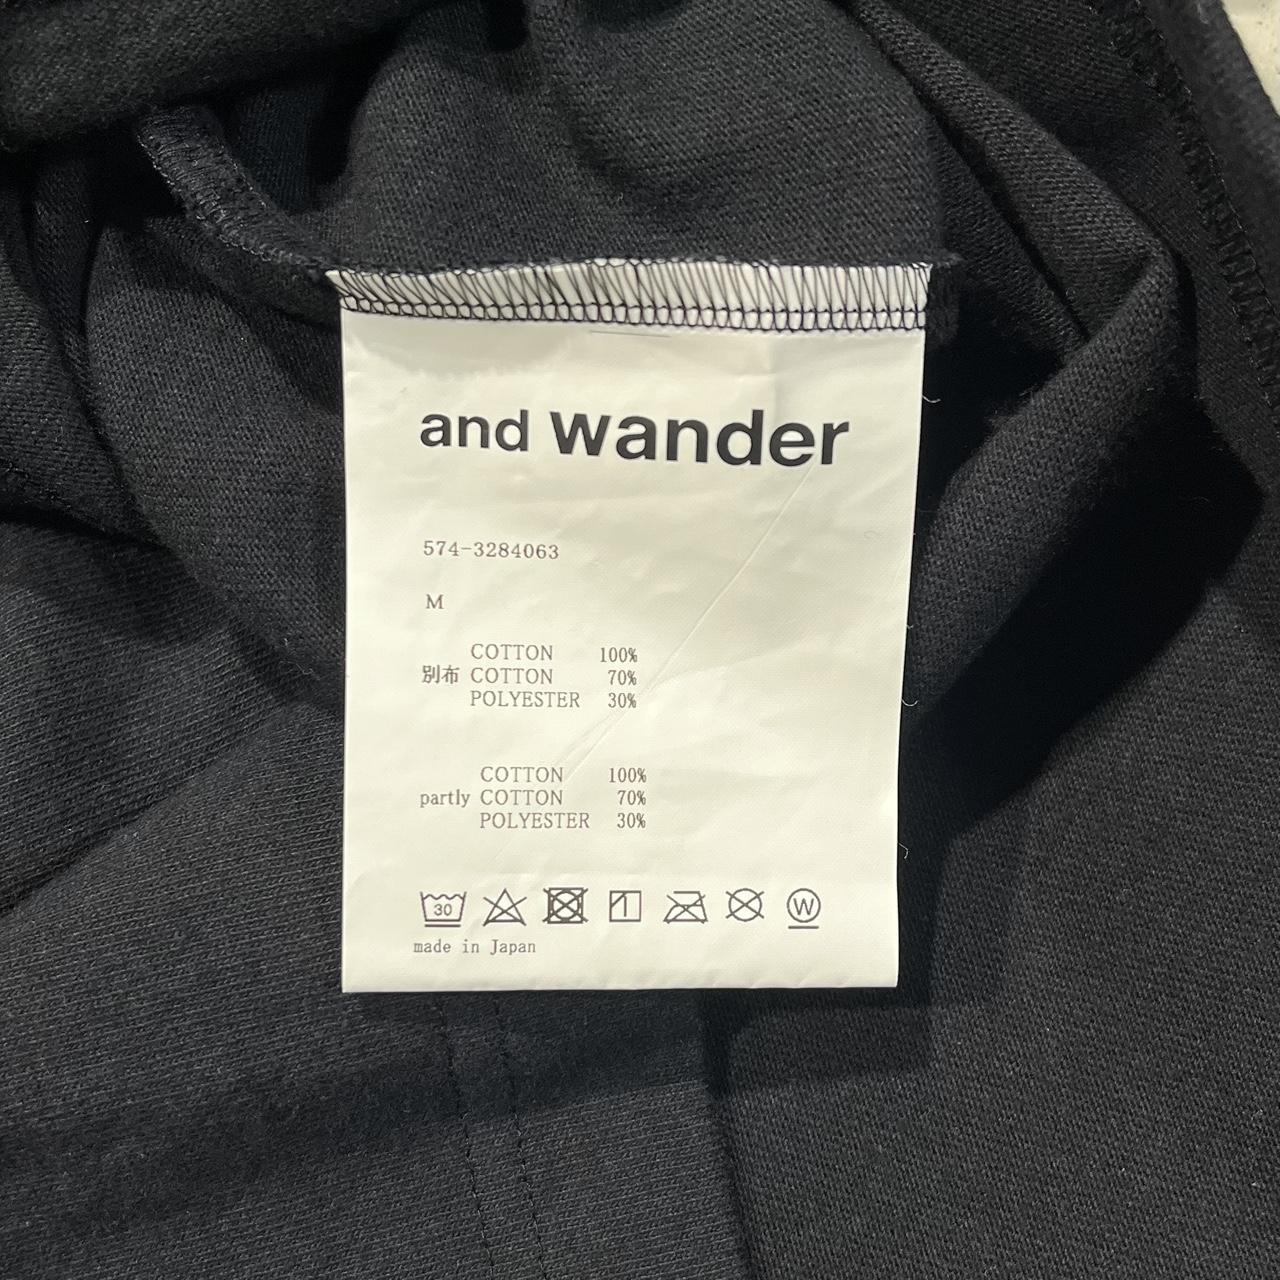 and wander
574-3284063
M
COTTON 100%
別布 COTTON 70%
POLYESTER 30%
COTTON 100%
partly COTTON 70%
POLYESTER 30%
30 W
made in Japan